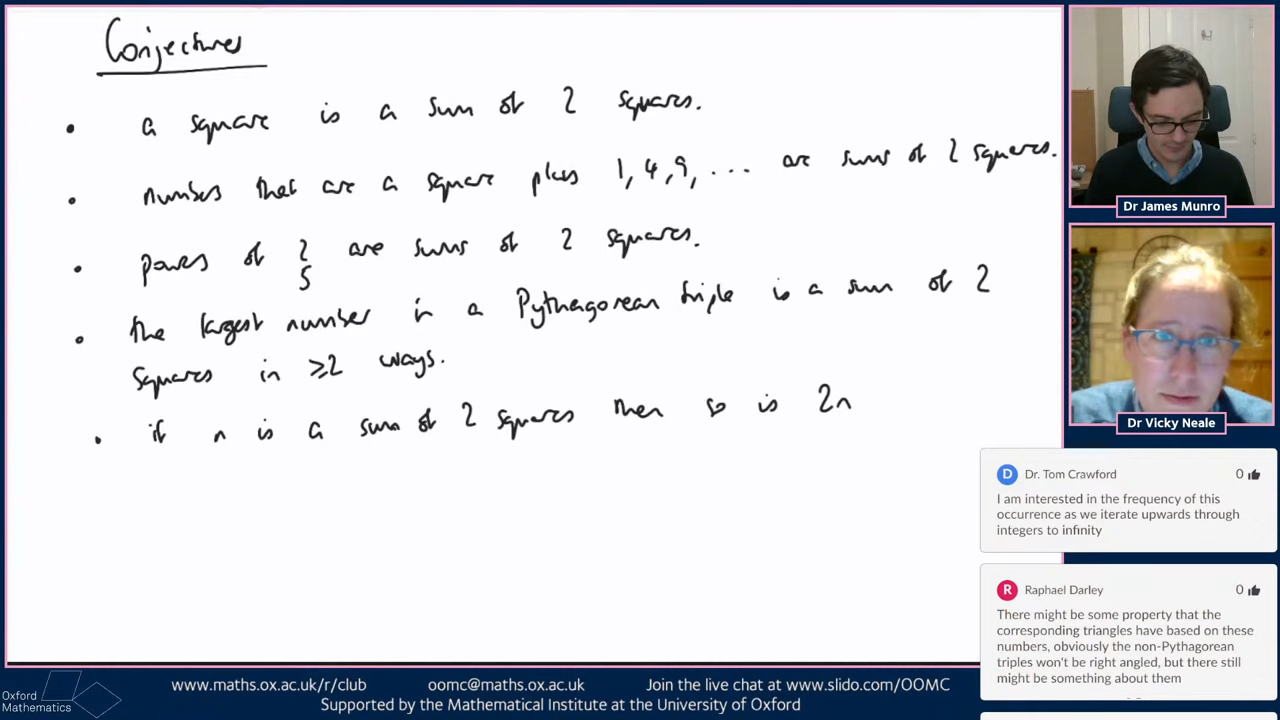 Conjectures
• a square is a sum of 2 squares.
• numbers that are a square plus 1, 4, 9, ... are sums of 2 squares.
• powers of 2 are sums of 2 squares.
5
• the largest number in a Pythagorean triple is a sum of 2
squares in ≥2 ways.
• if n is a sum of 2 squares then so is 2n
Dr James Munro
Dr Vicky Neale
D Dr. Tom Crawford 0
I am interested in the frequency of this
occurrence as we iterate upwards through
integers to infinity
R Raphael Darley 0
There might be some property that the
corresponding triangles have based on these
numbers, obviously the non-Pythagorean
triples won't be right angled, but there still
might be something about them
Oxford
Mathematics
www.maths.ox.ac.uk/r/club oomc@maths.ox.ac.uk Join the live chat at www.slido.com/OOMC
Supported by the Mathematical Institute at the University of Oxford